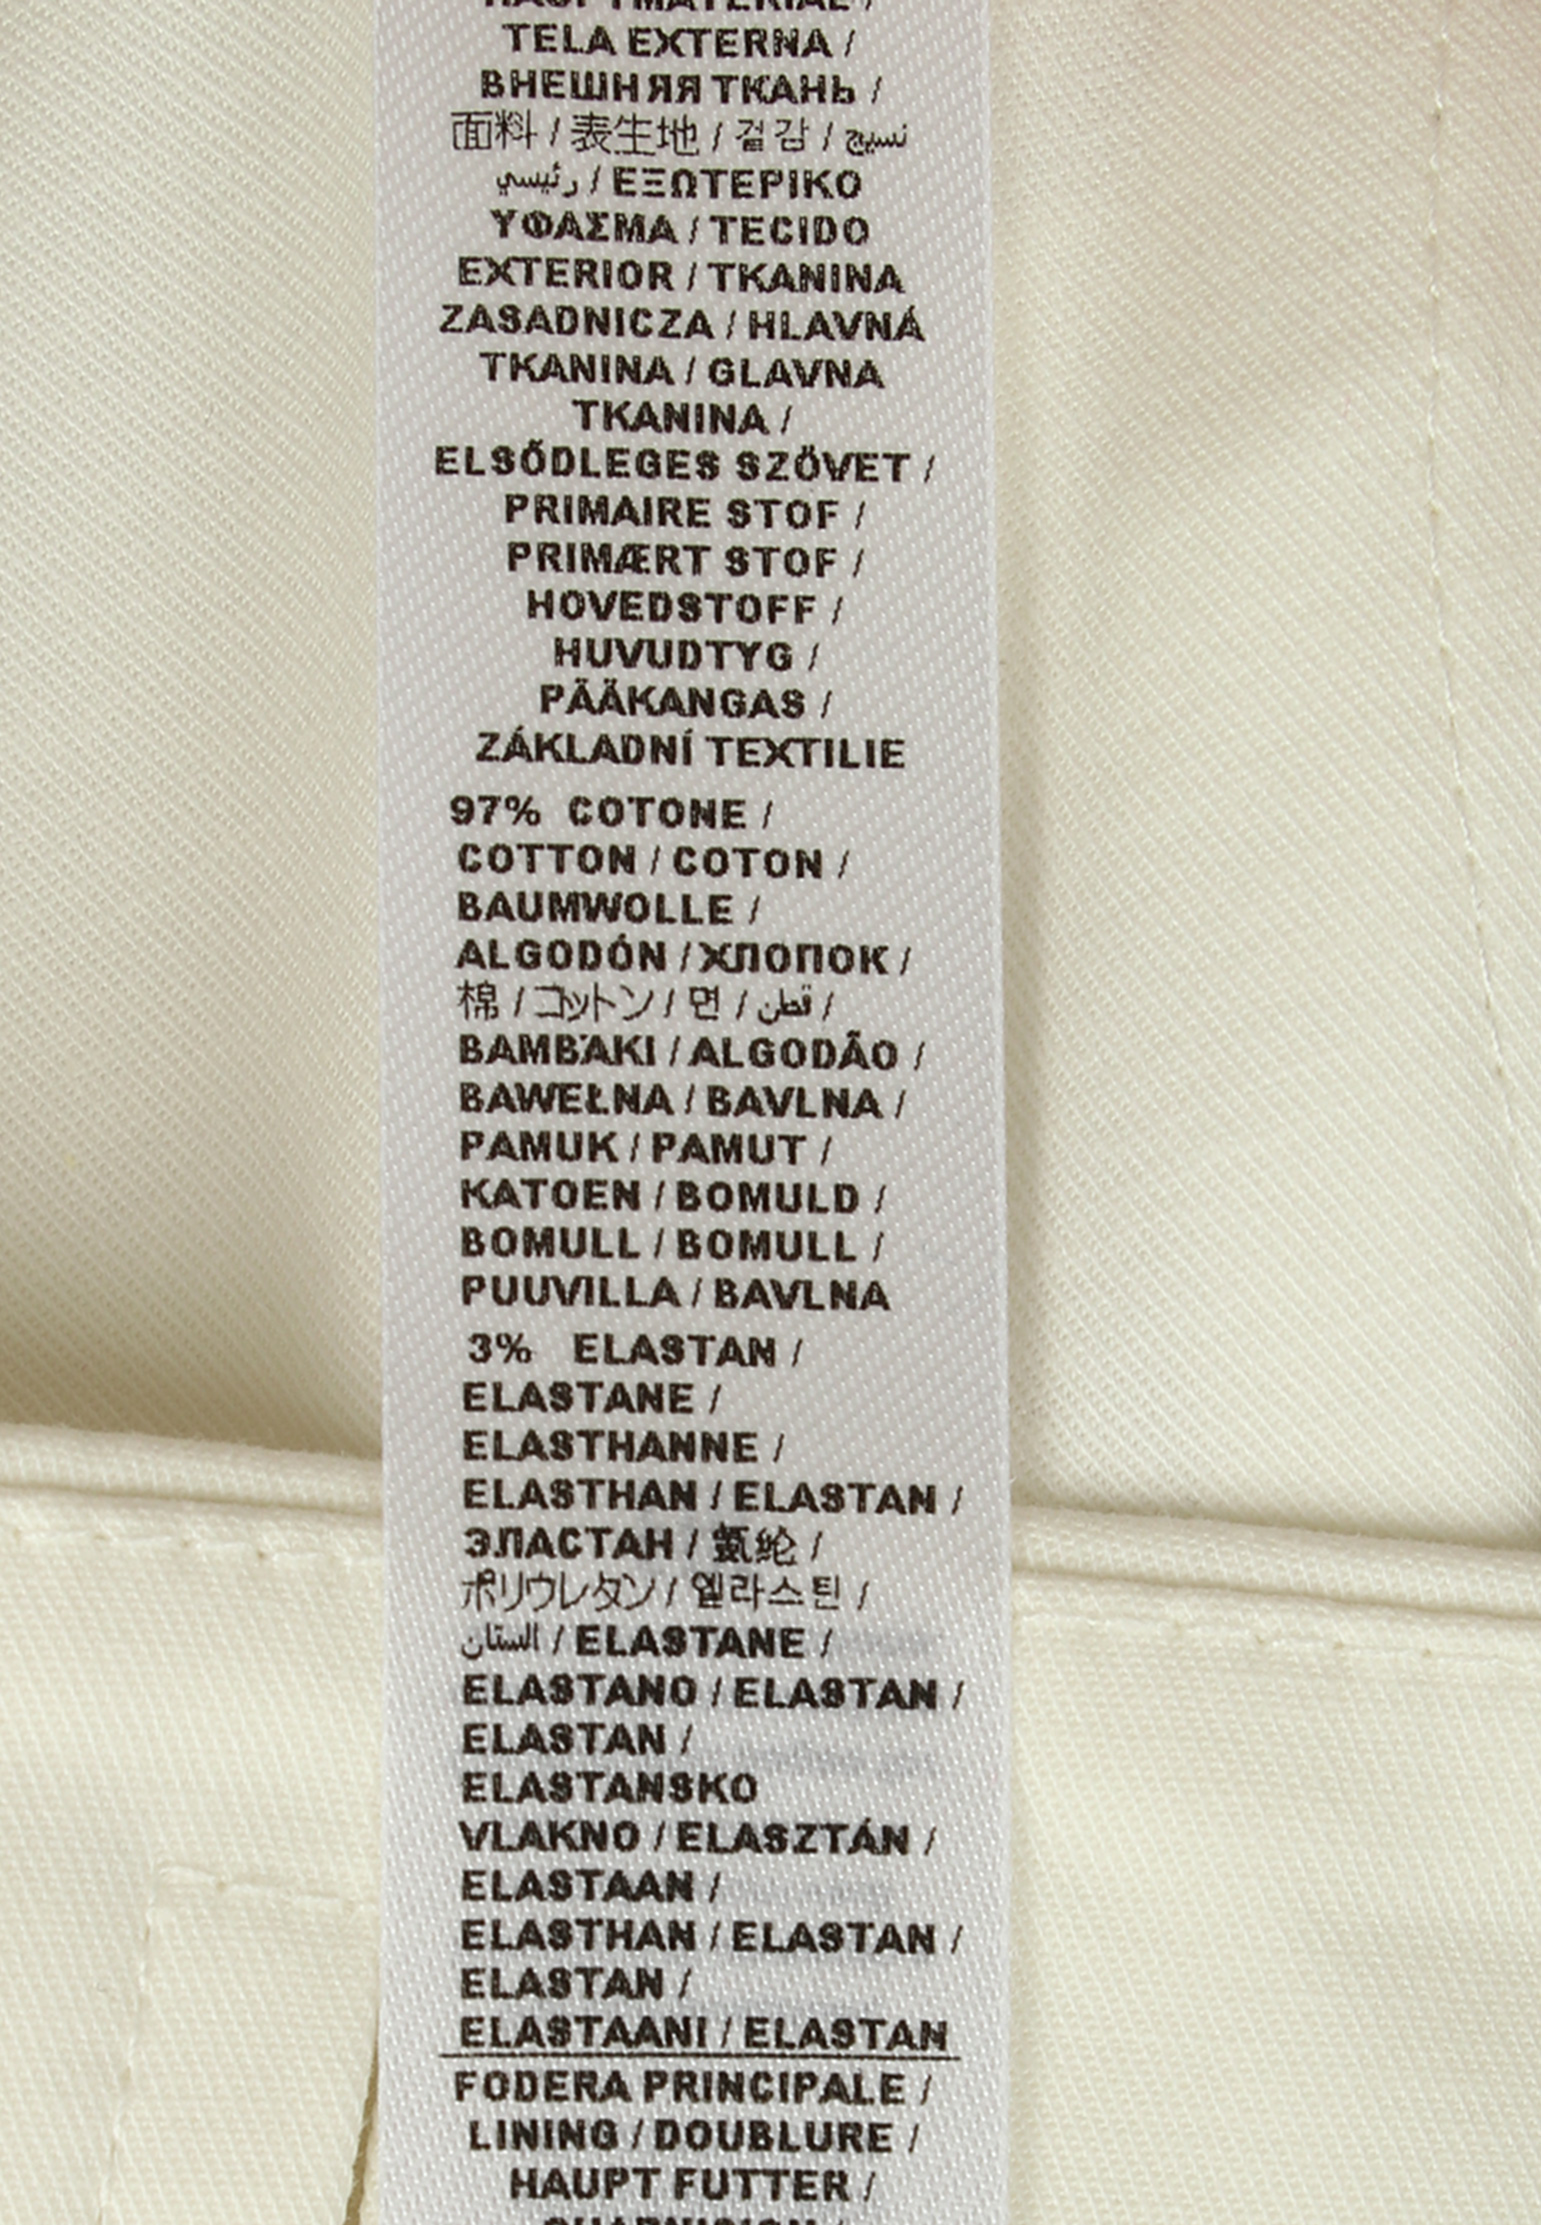 HAUPTMATERIAL /
TELA EXTERNA /
ВНЕШНЯЯ ТКАНЬ /
面料 / 表生地 / 겉감 / نسيج
رئيسي / ΕΞΩΤΕΡΙΚΟ
ΥΦΑΣΜΑ / TECIDO
EXTERIOR / TKANINA
ZASADNICZA / HLAVNÁ
TKANINA / GLAVNA
TKANINA /
ELSŐDLEGES SZÖVET /
PRIMAIRE STOF /
PRIMÆRT STOF /
HOVEDSTOFF /
HUVUDTYG /
PÄÄKANGAS /
ZÁKLADNÍ TEXTILIE
97% COTONE /
COTTON / COTON /
BAUMWOLLE /
ALGODÓN / ХЛОПОК /
棉 / コットン / 면 / قطن /
ΒΑΜΒΆΚΙ / ALGODÃO /
BAWEŁNA / BAVLNA /
PAMUK / PAMUT /
KATOEN / BOMULD /
BOMULL / BOMULL /
PUUVILLA / BAVLNA
3% ELASTAN /
ELASTANE /
ELASTHANNE /
ELASTHAN / ELASTAN /
ЭЛАСТАН / 氨纶 /
ポリウレタン / 엘라스틴 /
الستان / ELASTANE /
ELASTANO / ELASTAN /
ELASTAN /
ELASTANSKO
VLAKNO / ELASZTÁN /
ELASTAAN /
ELASTHAN / ELASTAN /
ELASTAN /
ELASTAANI / ELASTAN
FODERA PRINCIPALE /
LINING / DOUBLURE /
HAUPT FUTTER /